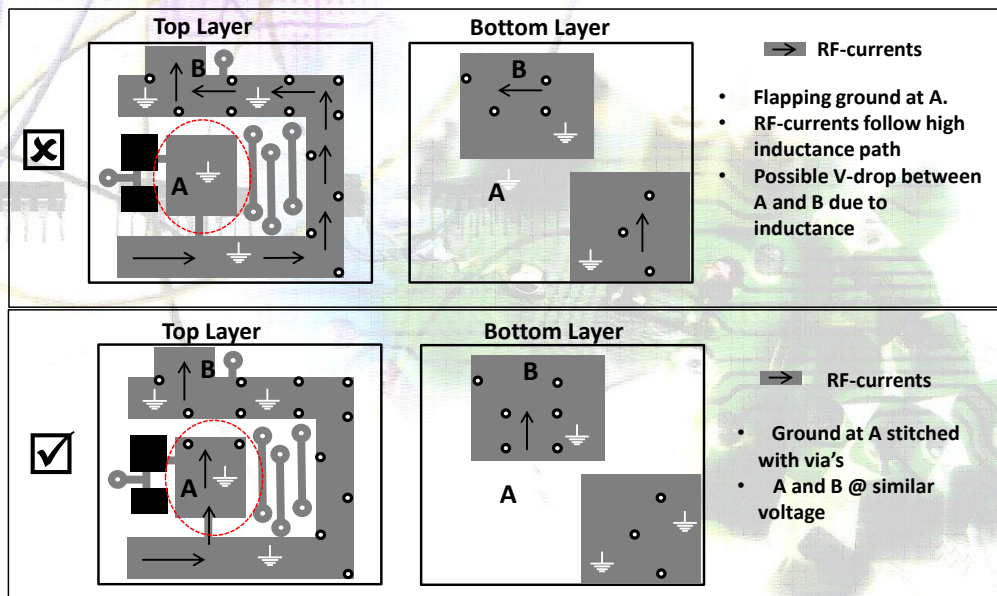 Top Layer
Bottom Layer
B
A
B
A
RF-currents
• Flapping ground at A.
• RF-currents follow high
inductance path
• Possible V-drop between
A and B due to
inductance
Top Layer
Bottom Layer
B
A
B
A
RF-currents
• Ground at A stitched
with via's
• A and B @ similar
voltage